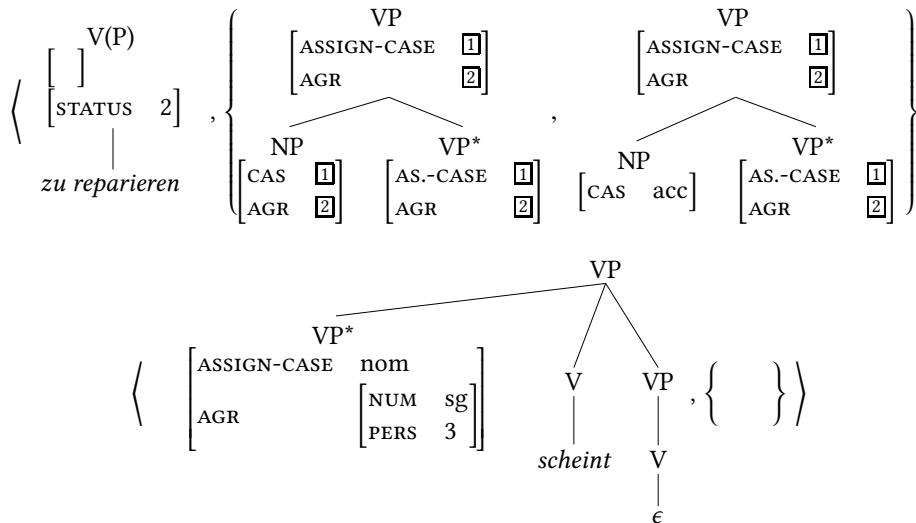 V(P) VP VP
[ ] [ASSIGN-CASE 1] [ASSIGN-CASE 1]
⟨ [STATUS 2] , { [AGR 2] , [AGR 2] }
NP VP* NP VP*
zu reparieren [CAS 1] [AS.-CASE 1] [CAS acc] [AS.-CASE 1]
[AGR 2] [AGR 2] [AGR 2]
VP
VP*
⟨ [ASSIGN-CASE nom] V VP , { } ⟩
AGR [NUM sg]
[PERS 3]
scheint V
ϵ